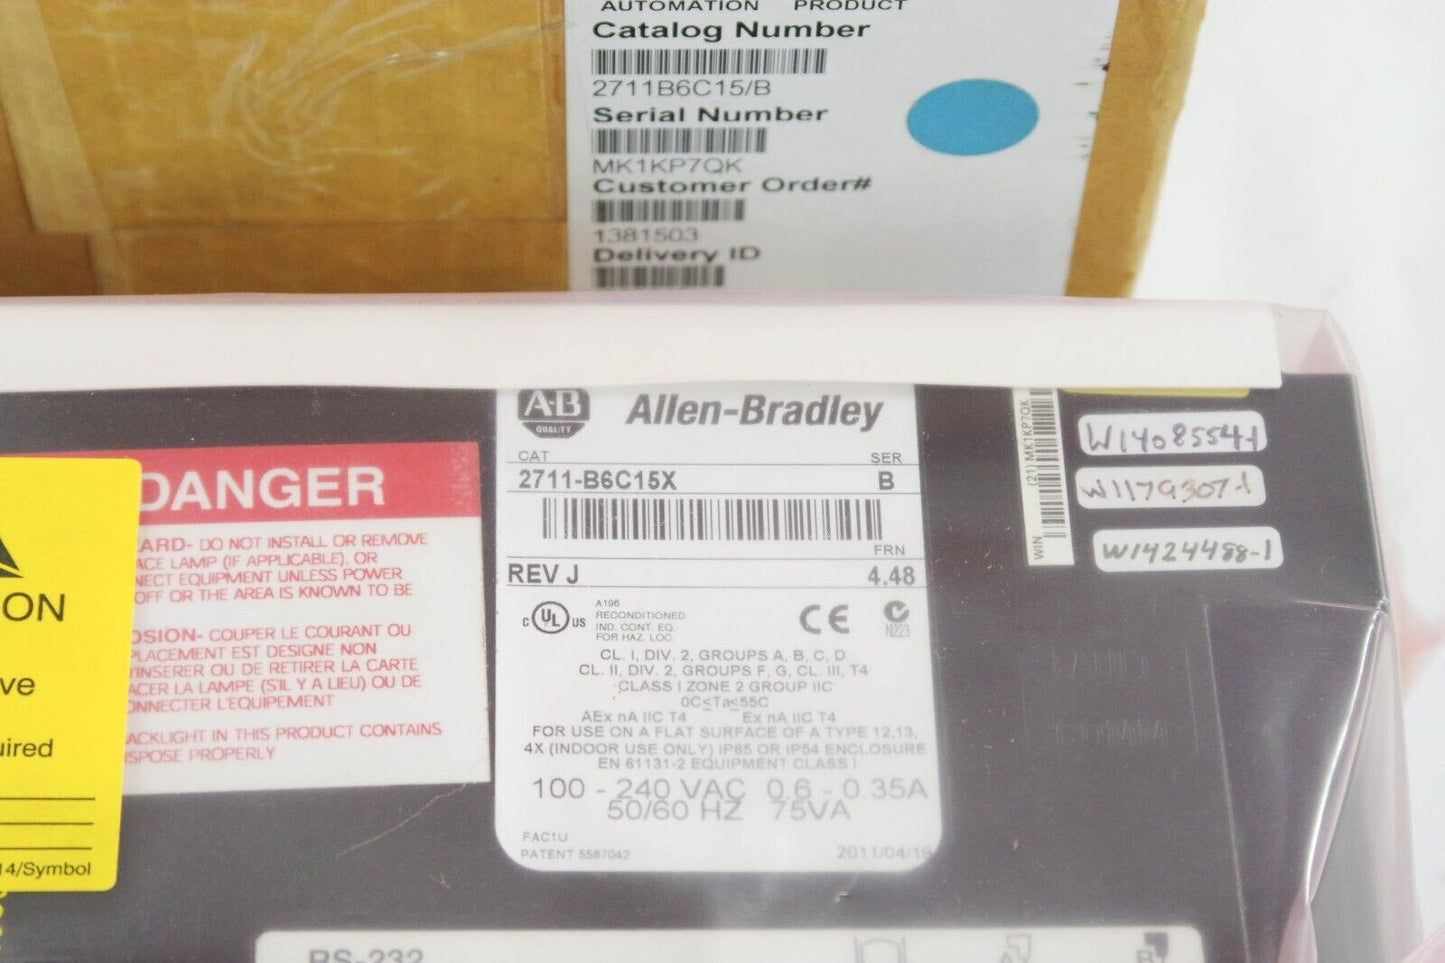 AUTOMATION PRODUCT
Catalog Number
2711B6C15/B
Serial Number
MK1KP7QK
Customer Order#
1381503
Delivery ID
A-B
QUALITY
Allen-Bradley
CAT
SER
2711-B6C15X
B
FRN
REV J
4.48
C UL US
A196
RECONDITIONED
IND. CONT. EQ.
FOR HAZ. LOC.
CE
N223
CL. I, DIV. 2, GROUPS A, B, C, D
CL. II, DIV. 2, GROUPS F, G, CL. III, T4
CLASS I ZONE 2 GROUP IIC
0C≤Ta≤55C
AEx nA IIC T4 Ex nA IIC T4
FOR USE ON A FLAT SURFACE OF A TYPE 12,13,
4X (INDOOR USE ONLY) IP65 OR IP54 ENCLOSURE
EN 61131-2 EQUIPMENT CLASS I
100 - 240 VAC 0.6 - 0.35A
50/60 HZ 75VA
FAC1U
PATENT 5567042
2011/04/19
(21) MK1KP7QK
WIN
W1408554-1
W1179307-1
W1424488-1
DANGER
ARD- DO NOT INSTALL OR REMOVE
ACE LAMP (IF APPLICABLE), OR
NECT EQUIPMENT UNLESS POWER
OFF OR THE AREA IS KNOWN TO BE
OSION- COUPER LE COURANT OU
PLACEMENT EST DESIGNE NON
'INSERER OU DE RETIRER LA CARTE
ACER LA LAMPE (S'IL Y A LIEU) OU DE
ONNECTER L'EQUIPEMENT
ACKLIGHT IN THIS PRODUCT CONTAINS
ISPOSE PROPERLY
ON
ve
uired
14/Symbol
RS-232
A
B